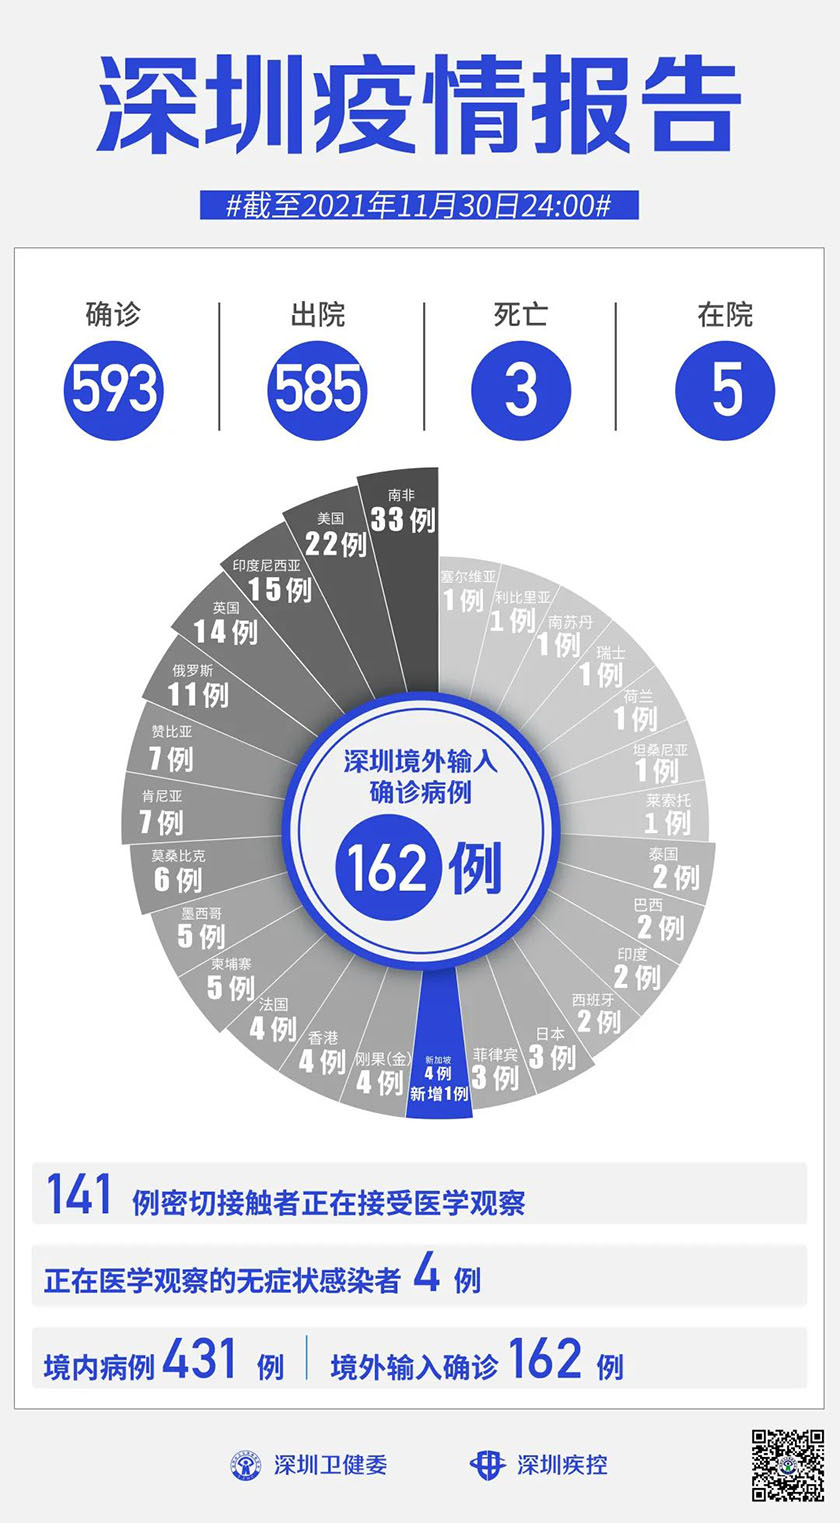 深圳疫情报告
#截至2021年11月30日24:00#
确诊
593
出院
585
死亡
3
在院
5
南非
33例
美国
22例
印度尼西亚
15例
英国
14例
俄罗斯
11例
赞比亚
7例
肯尼亚
7例
莫桑比克
6例
墨西哥
5例
柬埔寨
5例
法国
4例
香港
4例
刚果(金)
4例
新加坡
4例
新增1例
菲律宾
3例
日本
3例
西班牙
2例
印度
2例
巴西
2例
泰国
2例
莱索托
1例
坦桑尼亚
1例
荷兰
1例
瑞士
1例
南苏丹
1例
利比里亚
1例
塞尔维亚
1例
深圳境外输入
确诊病例
162例
141 例密切接触者正在接受医学观察
正在医学观察的无症状感染者 4 例
境内病例 431 例
境外输入确诊 162 例
深圳卫健委
深圳疾控